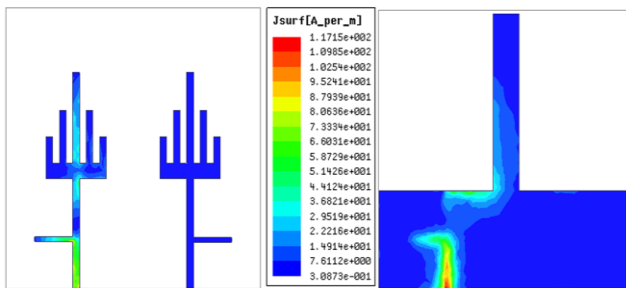 Jsurf[A_per_m]
1.1715e+002
1.0985e+002
1.0254e+002
9.5241e+001
8.7939e+001
8.0636e+001
7.3334e+001
6.6031e+001
5.8729e+001
5.1426e+001
4.4124e+001
3.6821e+001
2.9519e+001
2.2216e+001
1.4914e+001
7.6112e+000
3.0873e-001